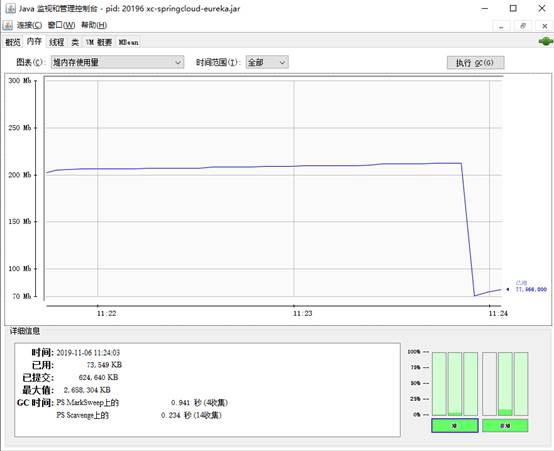 Java 监视和管理控制台 - pid: 20196 xc-springcloud-eureka.jar
连接(C) 窗口(W) 帮助(H)
概览 内存 线程 类 VM 概要 MBean
图表(C): 堆内存使用量 时间范围(I): 全部 执行 GC(G)
300 Mb
250 Mb
200 Mb
150 Mb
100 Mb
70 Mb
已用
11:22 11:23 11:24
详细信息
时间: 2019-11-06 11:24:03
已用: 73,549 KB
已提交: 624,640 KB
最大值: 2,658,304 KB
GC 时间: PS MarkSweep上的 0.941 秒 (4收集)
PS Scavenge上的 0.234 秒 (14收集)
100% --
75% --
50% --
25% --
0% --
堆 非堆